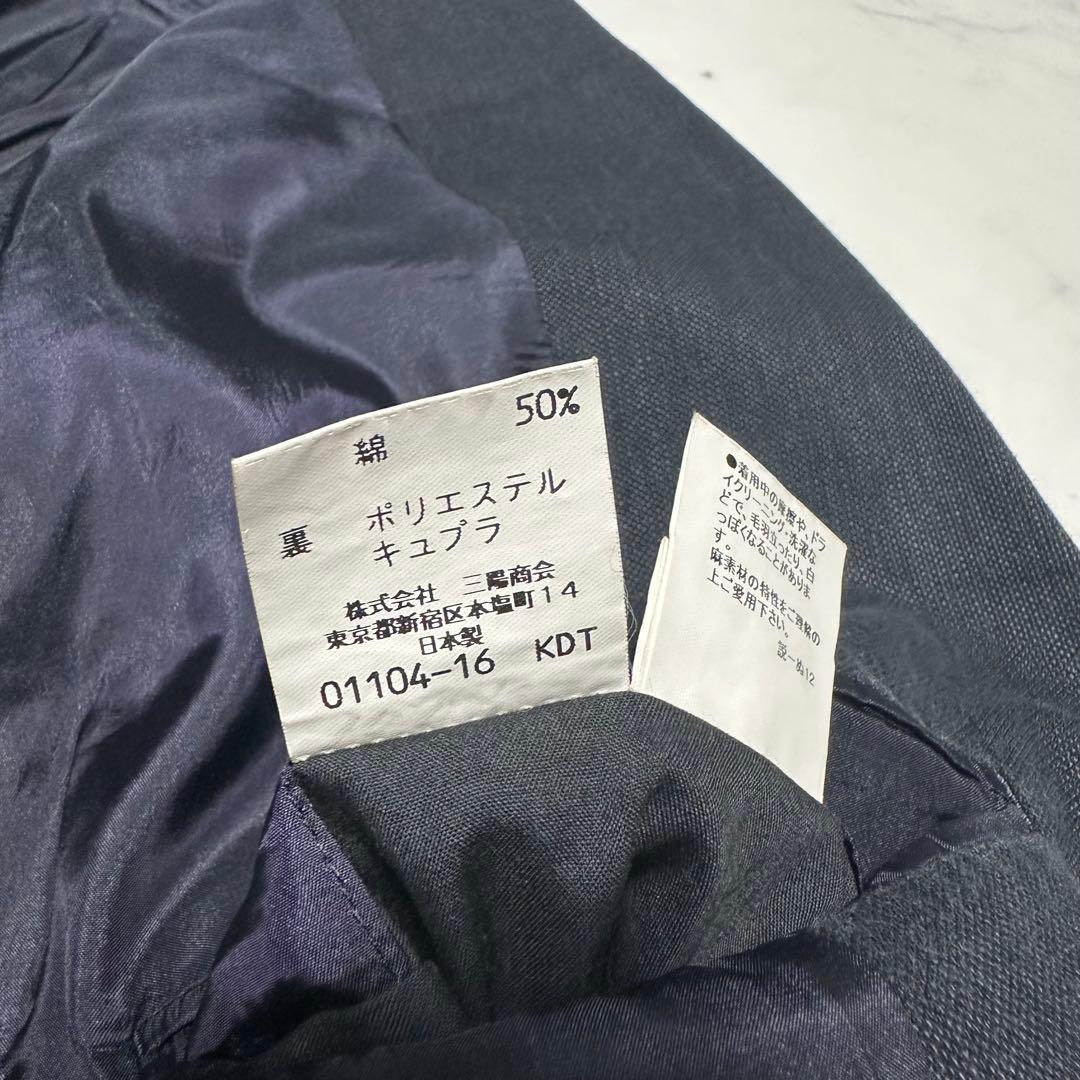 綿 50%
裏 ポリエステル
キュプラ
株式会社 三陽商会
東京都新宿区本塩町14
日本製
01104-16 KDT
●着用中の摩擦や、ドラ
イクリーニング・洗濯な
どで、毛羽立ったり、白
っぽくなることがありま
す。
麻素材の特性をご理解の
上ご愛用下さい。
説-ぬ12